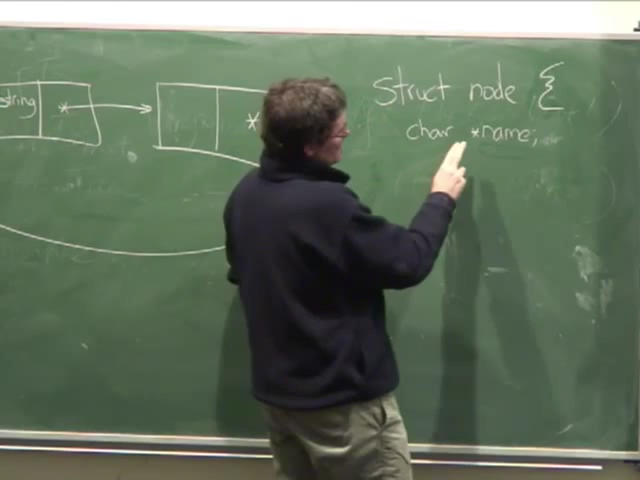 string
*
*
struct node {
char *name;